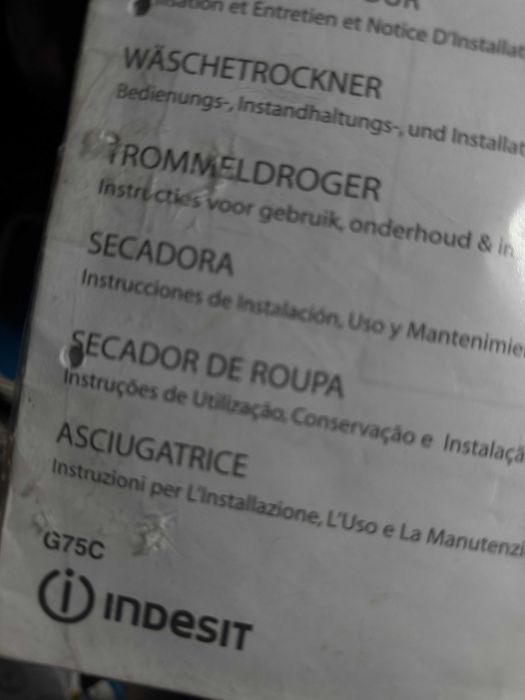 et Entretien et Notice D'Installat
WÄSCHETROCKNER
Bedienungs-, Instandhaltungs-, und Installat
TROMMELDROGER
Instructies voor gebruik, onderhoud & in
SECADORA
Instrucciones de Instalación, Uso y Mantenimie
SECADOR DE ROUPA
Instruções de Utilização, Conservação e Instalaçã
ASCIUGATRICE
Instruzioni per L'Installazione, L'Uso e La Manutenzi
G75C
INDESIT